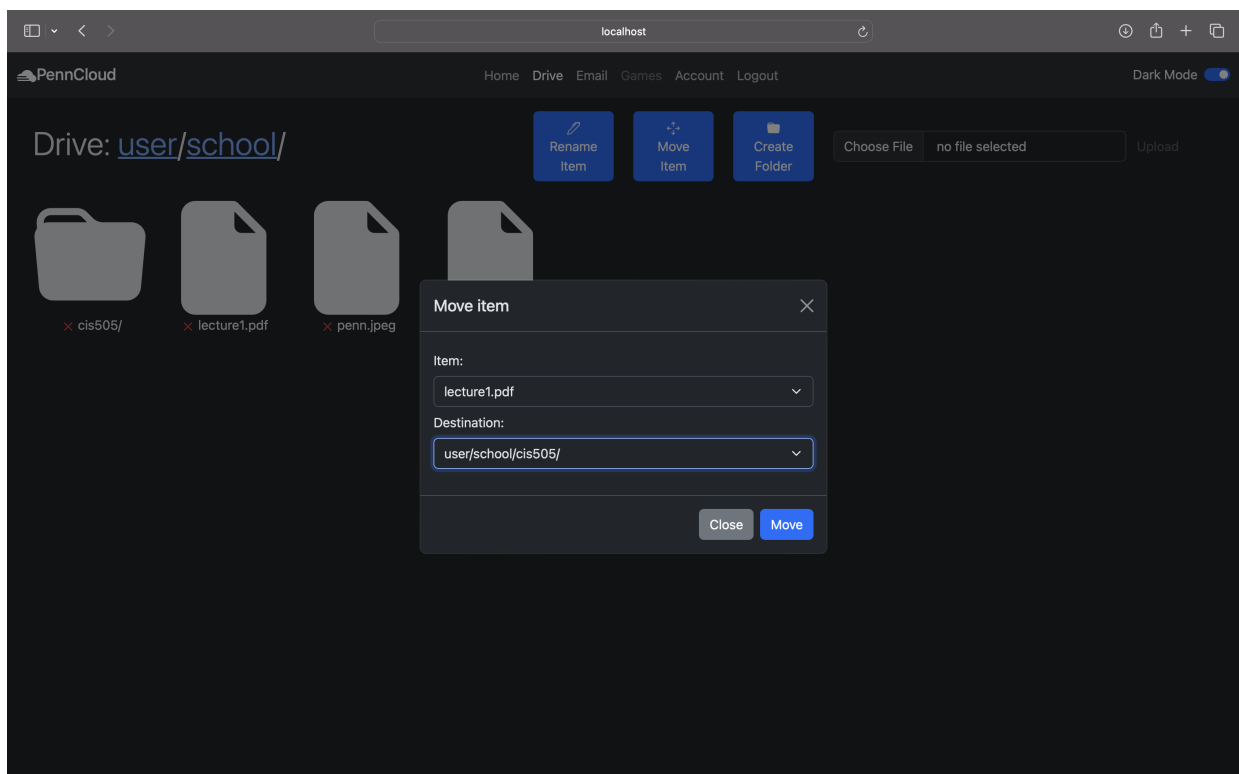 localhost
PennCloud
Home Drive Email Games Account Logout
Dark Mode
Drive: user/school/
Rename
Item
Move
Item
Create
Folder
Choose File no file selected
Upload
cis505/
lecture1.pdf
penn.jpeg
Move item
Item:
lecture1.pdf
Destination:
user/school/cis505/
Close
Move